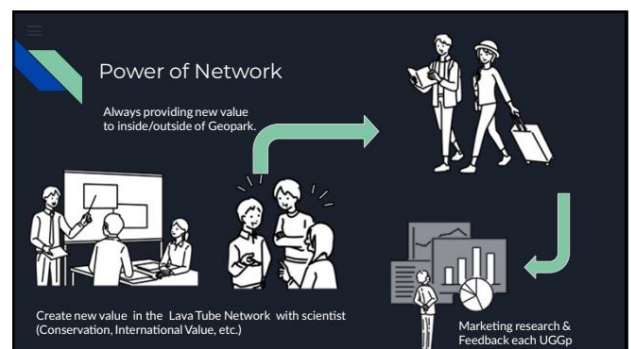 Power of Network
Always providing new value
to inside/outside of Geopark.
Create new value in the Lava Tube Network with scientist
(Conservation, International Value, etc.)
Marketing research &
Feedback each UGGp